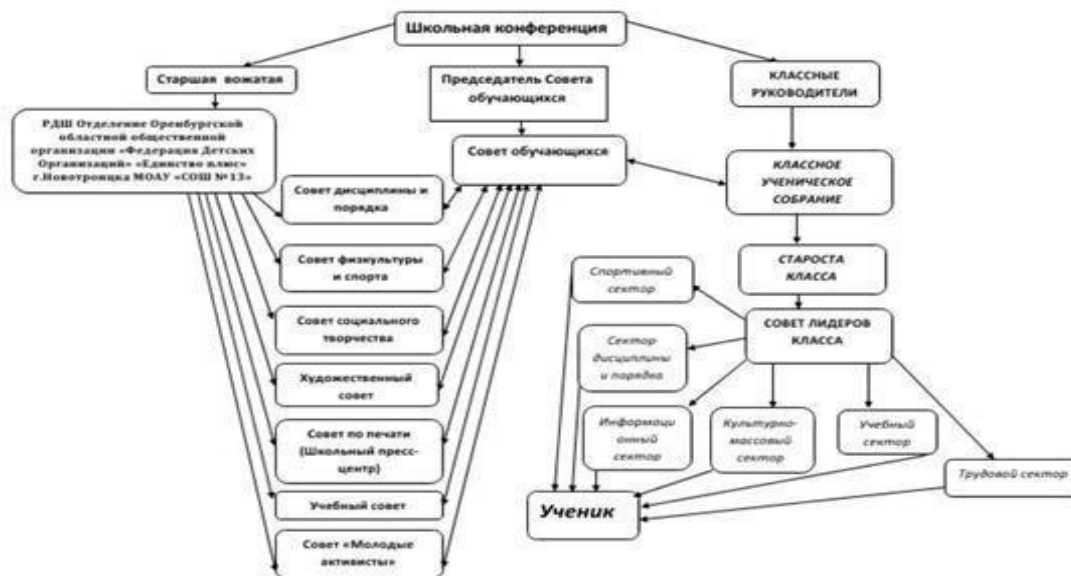 Школьная конференция
Старшая вожатая
Председатель Совета
обучающихся
КЛАССНЫЕ
РУКОВОДИТЕЛИ
РДШ Отделение Оренбургской
областной общественной
организации «Федерация Детских
Организаций» «Единство плюс»
г.Новотроицка МОАУ «СОШ №13»
Совет обучающихся
КЛАССНОЕ
УЧЕНИЧЕСКОЕ
СОБРАНИЕ
Совет дисциплины и
порядка
Совет физкультуры
и спорта
Совет социального
творчества
Художественный
совет
Совет по печати
(Школьный пресс-
центр)
Учебный совет
Совет «Молодые
активисты»
СТАРОСТА
КЛАССА
СОВЕТ ЛИДЕРОВ
КЛАССА
Спортивный
сектор
Сектор
дисциплины
и порядка
Информаци
онный
сектор
Культурно-
массовый
сектор
Учебный
сектор
Трудовой сектор
Ученик